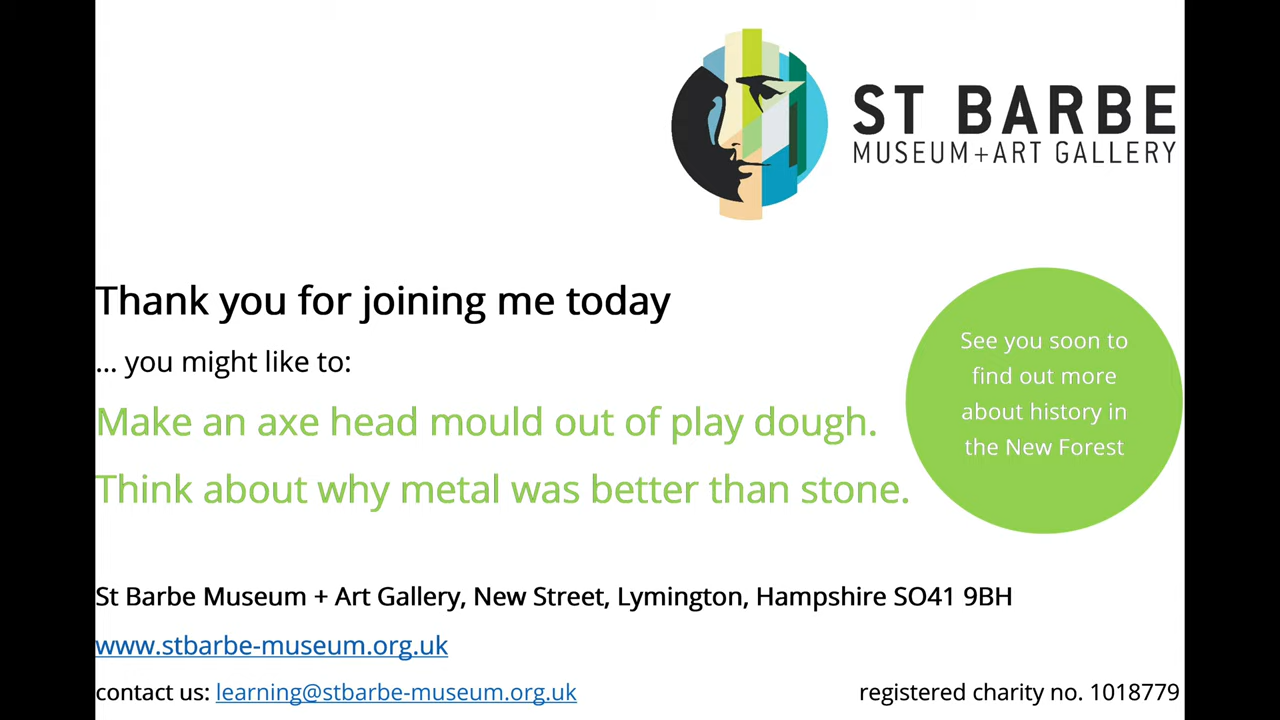 ST BARBE
MUSEUM+ART GALLERY
Thank you for joining me today
... you might like to:
Make an axe head mould out of play dough.
Think about why metal was better than stone.
See you soon to
find out more
about history in
the New Forest
St Barbe Museum + Art Gallery, New Street, Lymington, Hampshire SO41 9BH
www.stbarbe-museum.org.uk
contact us: learning@stbarbe-museum.org.uk
registered charity no. 1018779